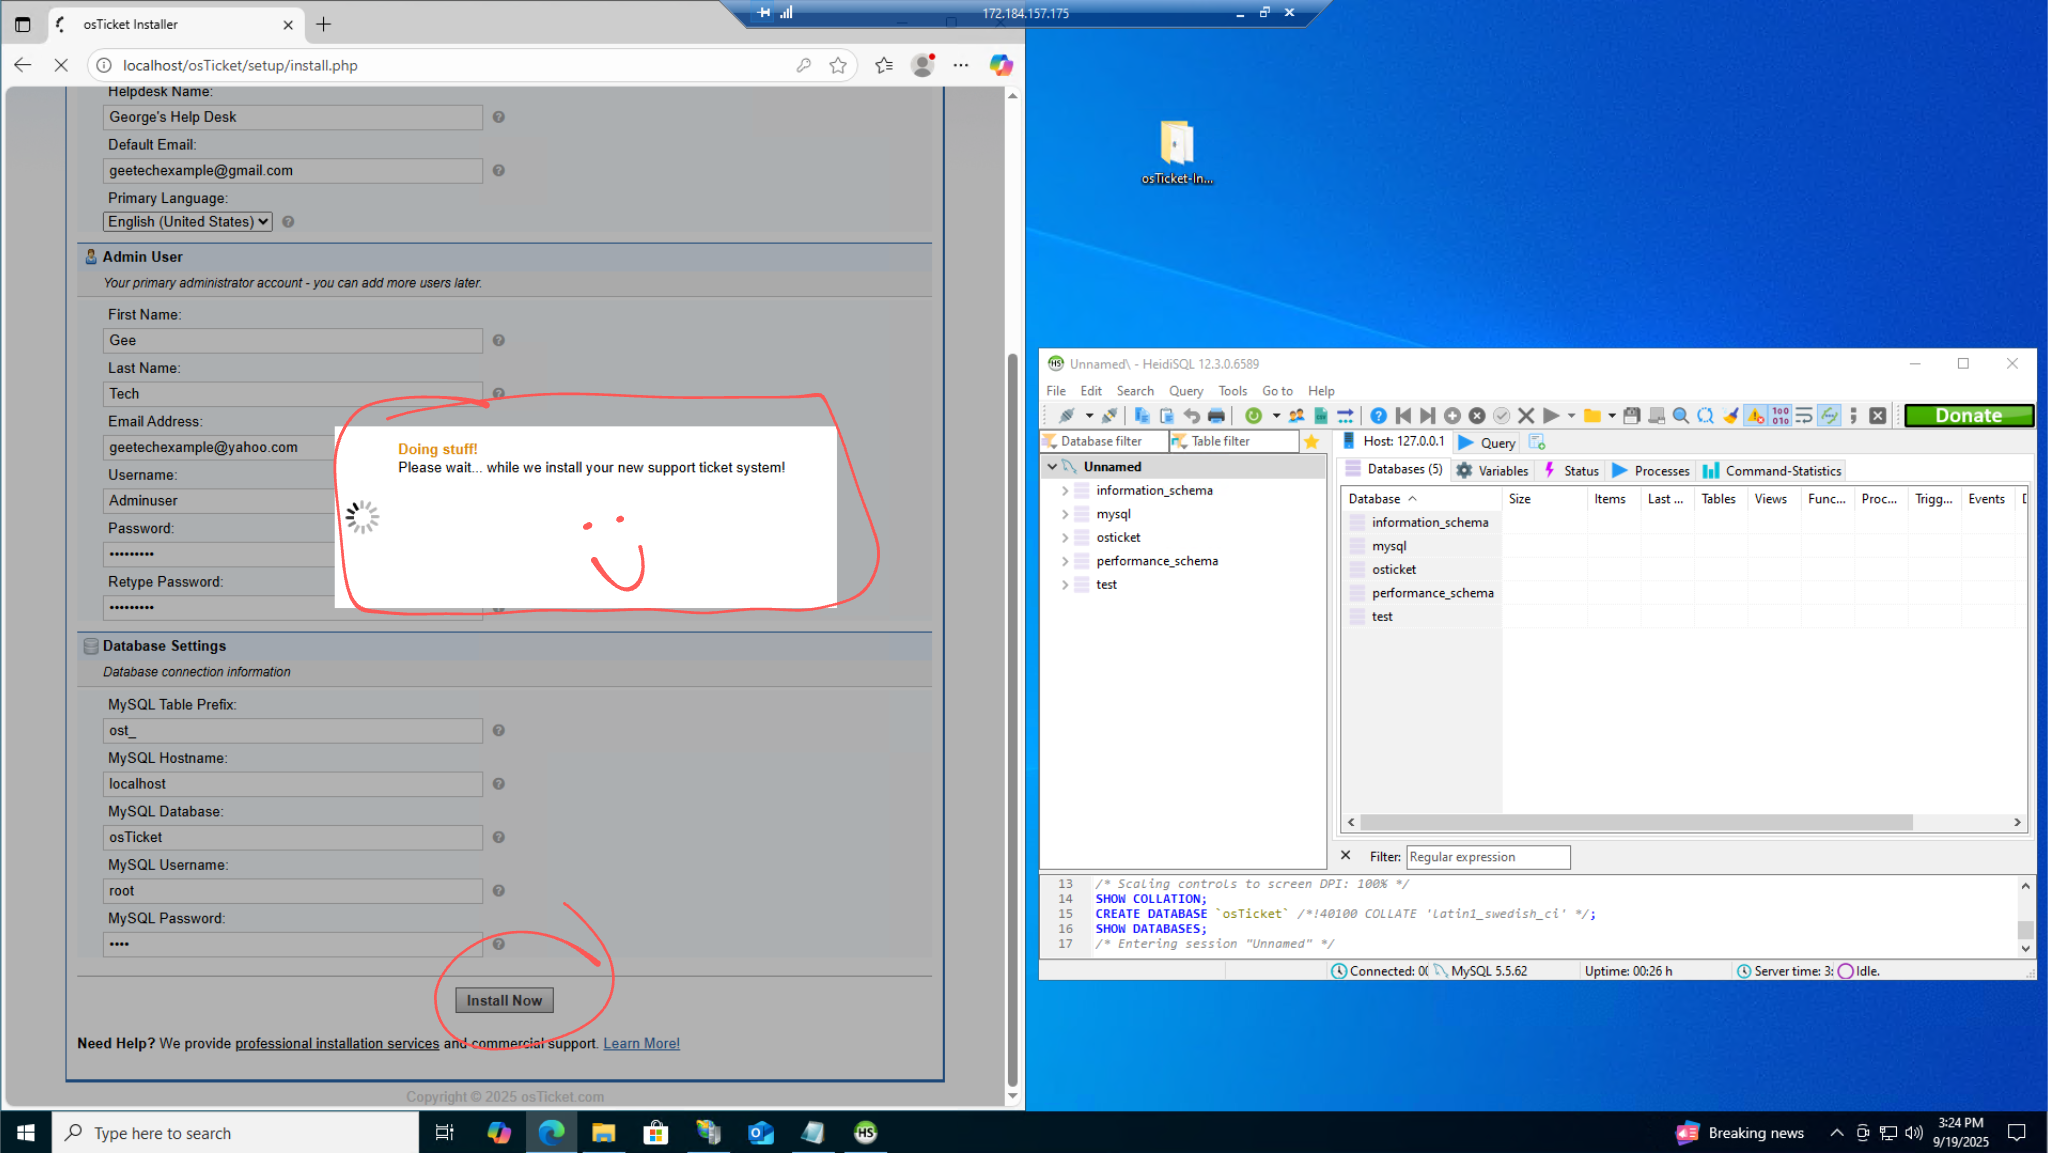 osTicket Installer
172.184.157.175
localhost/osTicket/setup/install.php
Helpdesk Name:
George's Help Desk
Default Email:
geetechexample@gmail.com
Primary Language:
English (United States)
Admin User
Your primary administrator account - you can add more users later.
First Name:
Gee
Last Name:
Tech
Email Address:
geetechexample@yahoo.com
Username:
Adminuser
Password:
•••••••••
Retype Password:
•••••••••
Doing stuff!
Please wait... while we install your new support ticket system!
Database Settings
Database connection information
MySQL Table Prefix:
ost_
MySQL Hostname:
localhost
MySQL Database:
osTicket
MySQL Username:
root
MySQL Password:
••••
Install Now
Need Help? We provide professional installation services and commercial support. Learn More!
Copyright © 2025 osTicket.com
osTicket-In...
Unnamed\ - HeidiSQL 12.3.0.6589
File Edit Search Query Tools Go to Help
Donate
Database filter Table filter
Host: 127.0.0.1 Query
Unnamed
information_schema
mysql
osticket
performance_schema
test
Databases (5) Variables Status Processes Command-Statistics
Database Size Items Last ... Tables Views Func... Proc... Trigg... Events
information_schema
mysql
osticket
performance_schema
test
Filter: Regular expression
13 /* Scaling controls to screen DPI: 100% */
14 SHOW COLLATION;
15 CREATE DATABASE `osTicket` /*!40100 COLLATE 'latin1_swedish_ci' */;
16 SHOW DATABASES;
17 /* Entering session "Unnamed" */
Connected: 00 MySQL 5.5.62 Uptime: 00:26 h Server time: 3: Idle.
Type here to search
Breaking news
3:24 PM
9/19/2025